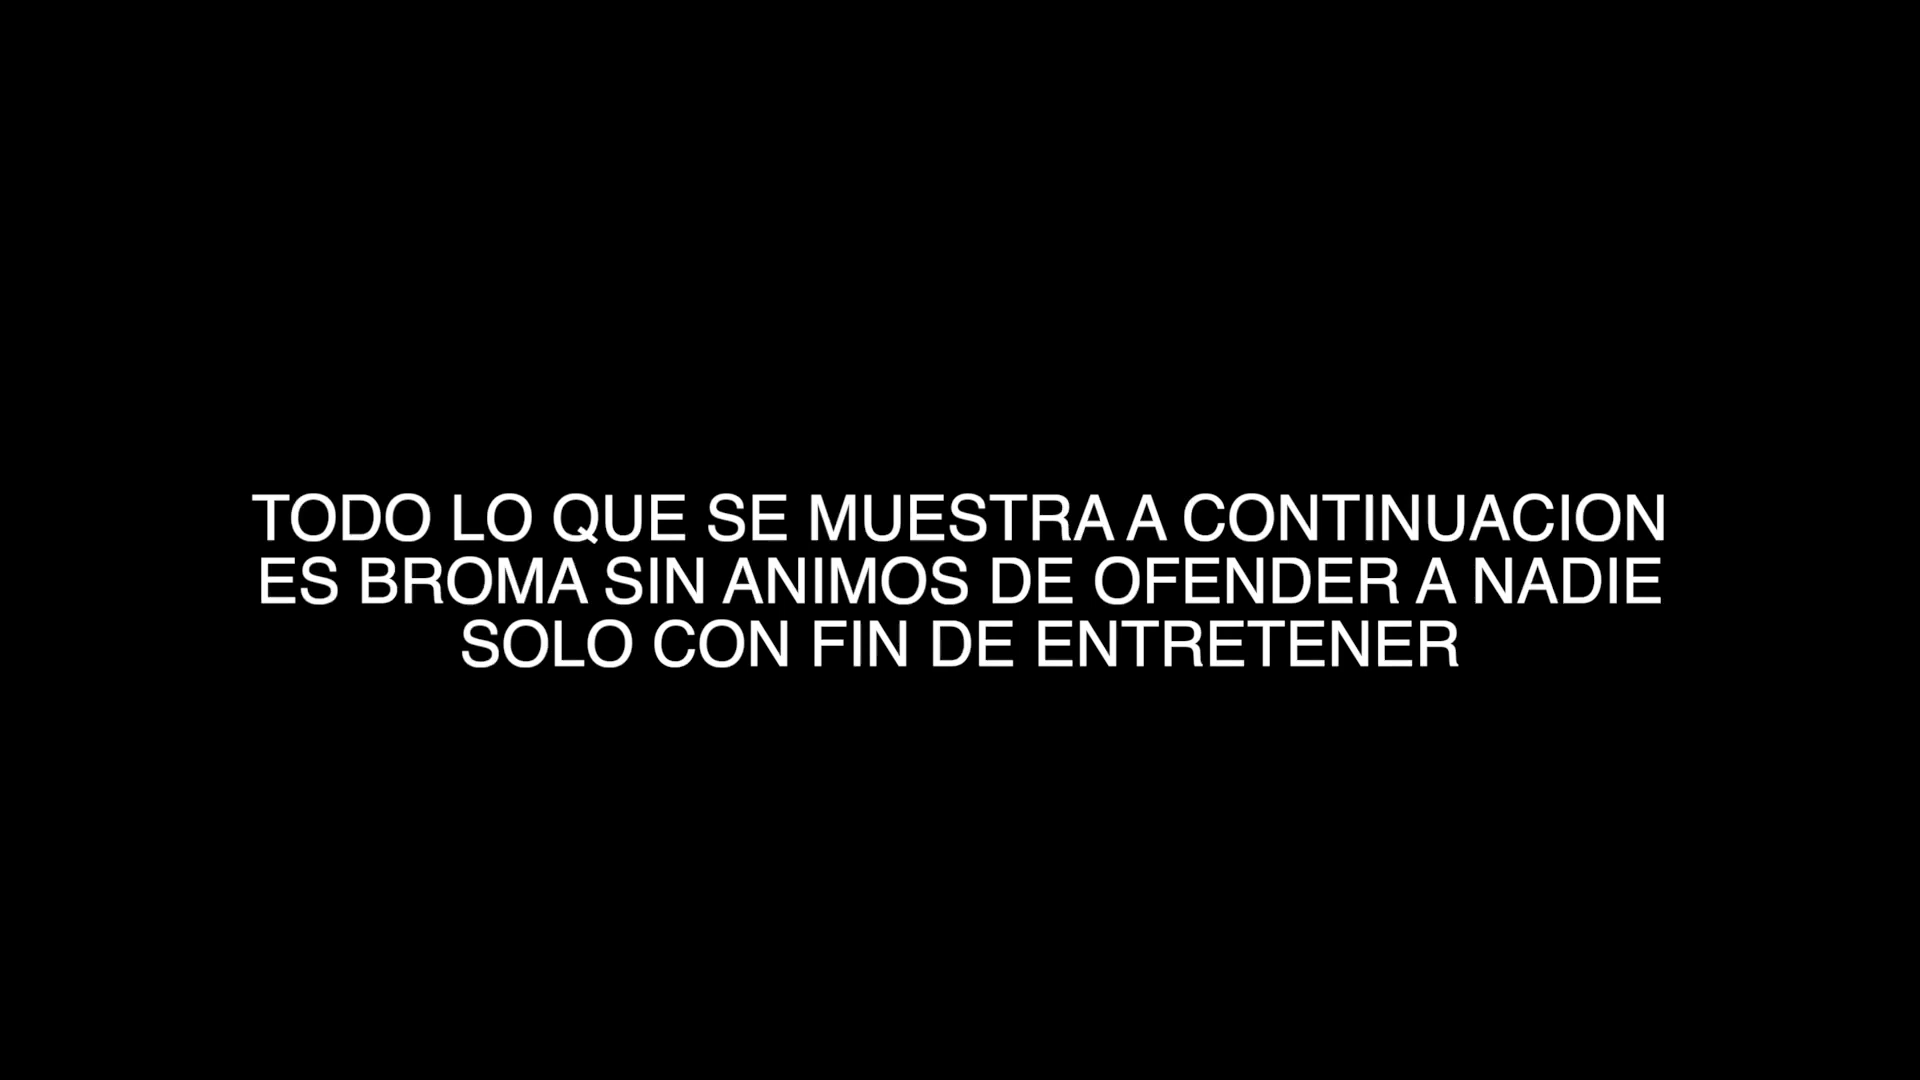 TODO LO QUE SE MUESTRA A CONTINUACION
ES BROMA SIN ANIMOS DE OFENDER A NADIE
SOLO CON FIN DE ENTRETENER